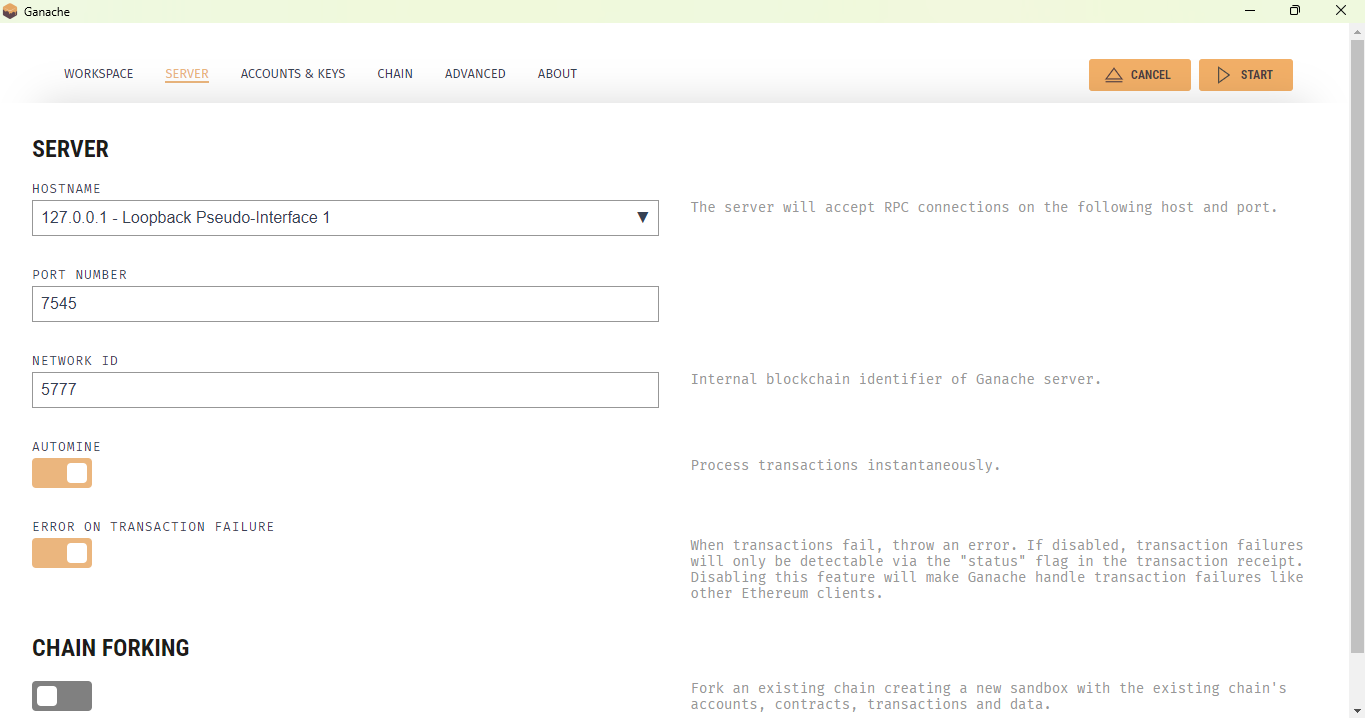 Ganache
WORKSPACE SERVER ACCOUNTS & KEYS CHAIN ADVANCED ABOUT CANCEL START
SERVER
HOSTNAME
127.0.0.1 - Loopback Pseudo-Interface 1
The server will accept RPC connections on the following host and port.
PORT NUMBER
7545
NETWORK ID
5777
Internal blockchain identifier of Ganache server.
AUTOMINE
Process transactions instantaneously.
ERROR ON TRANSACTION FAILURE
When transactions fail, throw an error. If disabled, transaction failures
will only be detectable via the "status" flag in the transaction receipt.
Disabling this feature will make Ganache handle transaction failures like
other Ethereum clients.
CHAIN FORKING
Fork an existing chain creating a new sandbox with the existing chain's
accounts, contracts, transactions and data.